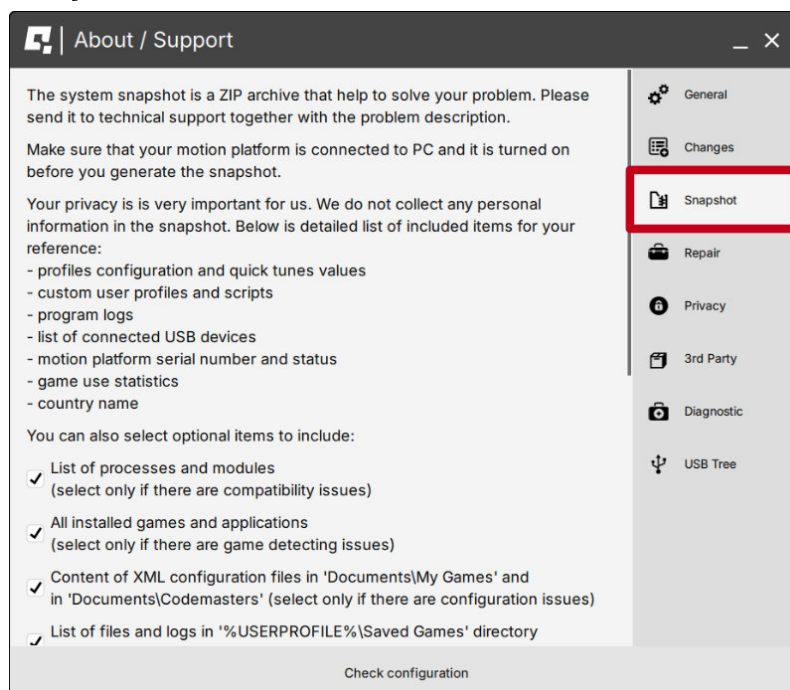 About / Support
The system snapshot is a ZIP archive that help to solve your problem. Please
send it to technical support together with the problem description.
Make sure that your motion platform is connected to PC and it is turned on
before you generate the snapshot.
Your privacy is is very important for us. We do not collect any personal
information in the snapshot. Below is detailed list of included items for your
reference:
- profiles configuration and quick tunes values
- custom user profiles and scripts
- program logs
- list of connected USB devices
- motion platform serial number and status
- game use statistics
- country name
You can also select optional items to include:
List of processes and modules
(select only if there are compatibility issues)
All installed games and applications
(select only if there are game detecting issues)
Content of XML configuration files in 'Documents\My Games' and
in 'Documents\Codemasters' (select only if there are configuration issues)
List of files and logs in '%USERPROFILE%\Saved Games' directory
General
Changes
Snapshot
Repair
Privacy
3rd Party
Diagnostic
USB Tree
Check configuration